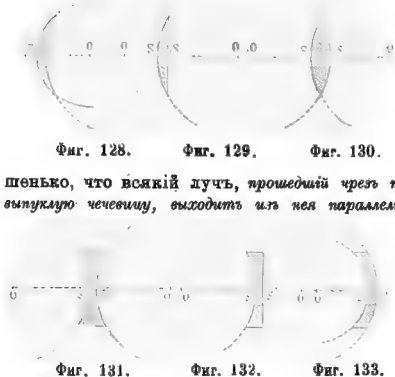 Фиг. 128. Фиг. 129. Фиг. 130.
шенько, что всякій лучъ, прошедшій чрезъ
выпуклую чечевицу, выходитъ изъ нея параллел
Фиг. 131. Фиг. 132. Фиг. 133.